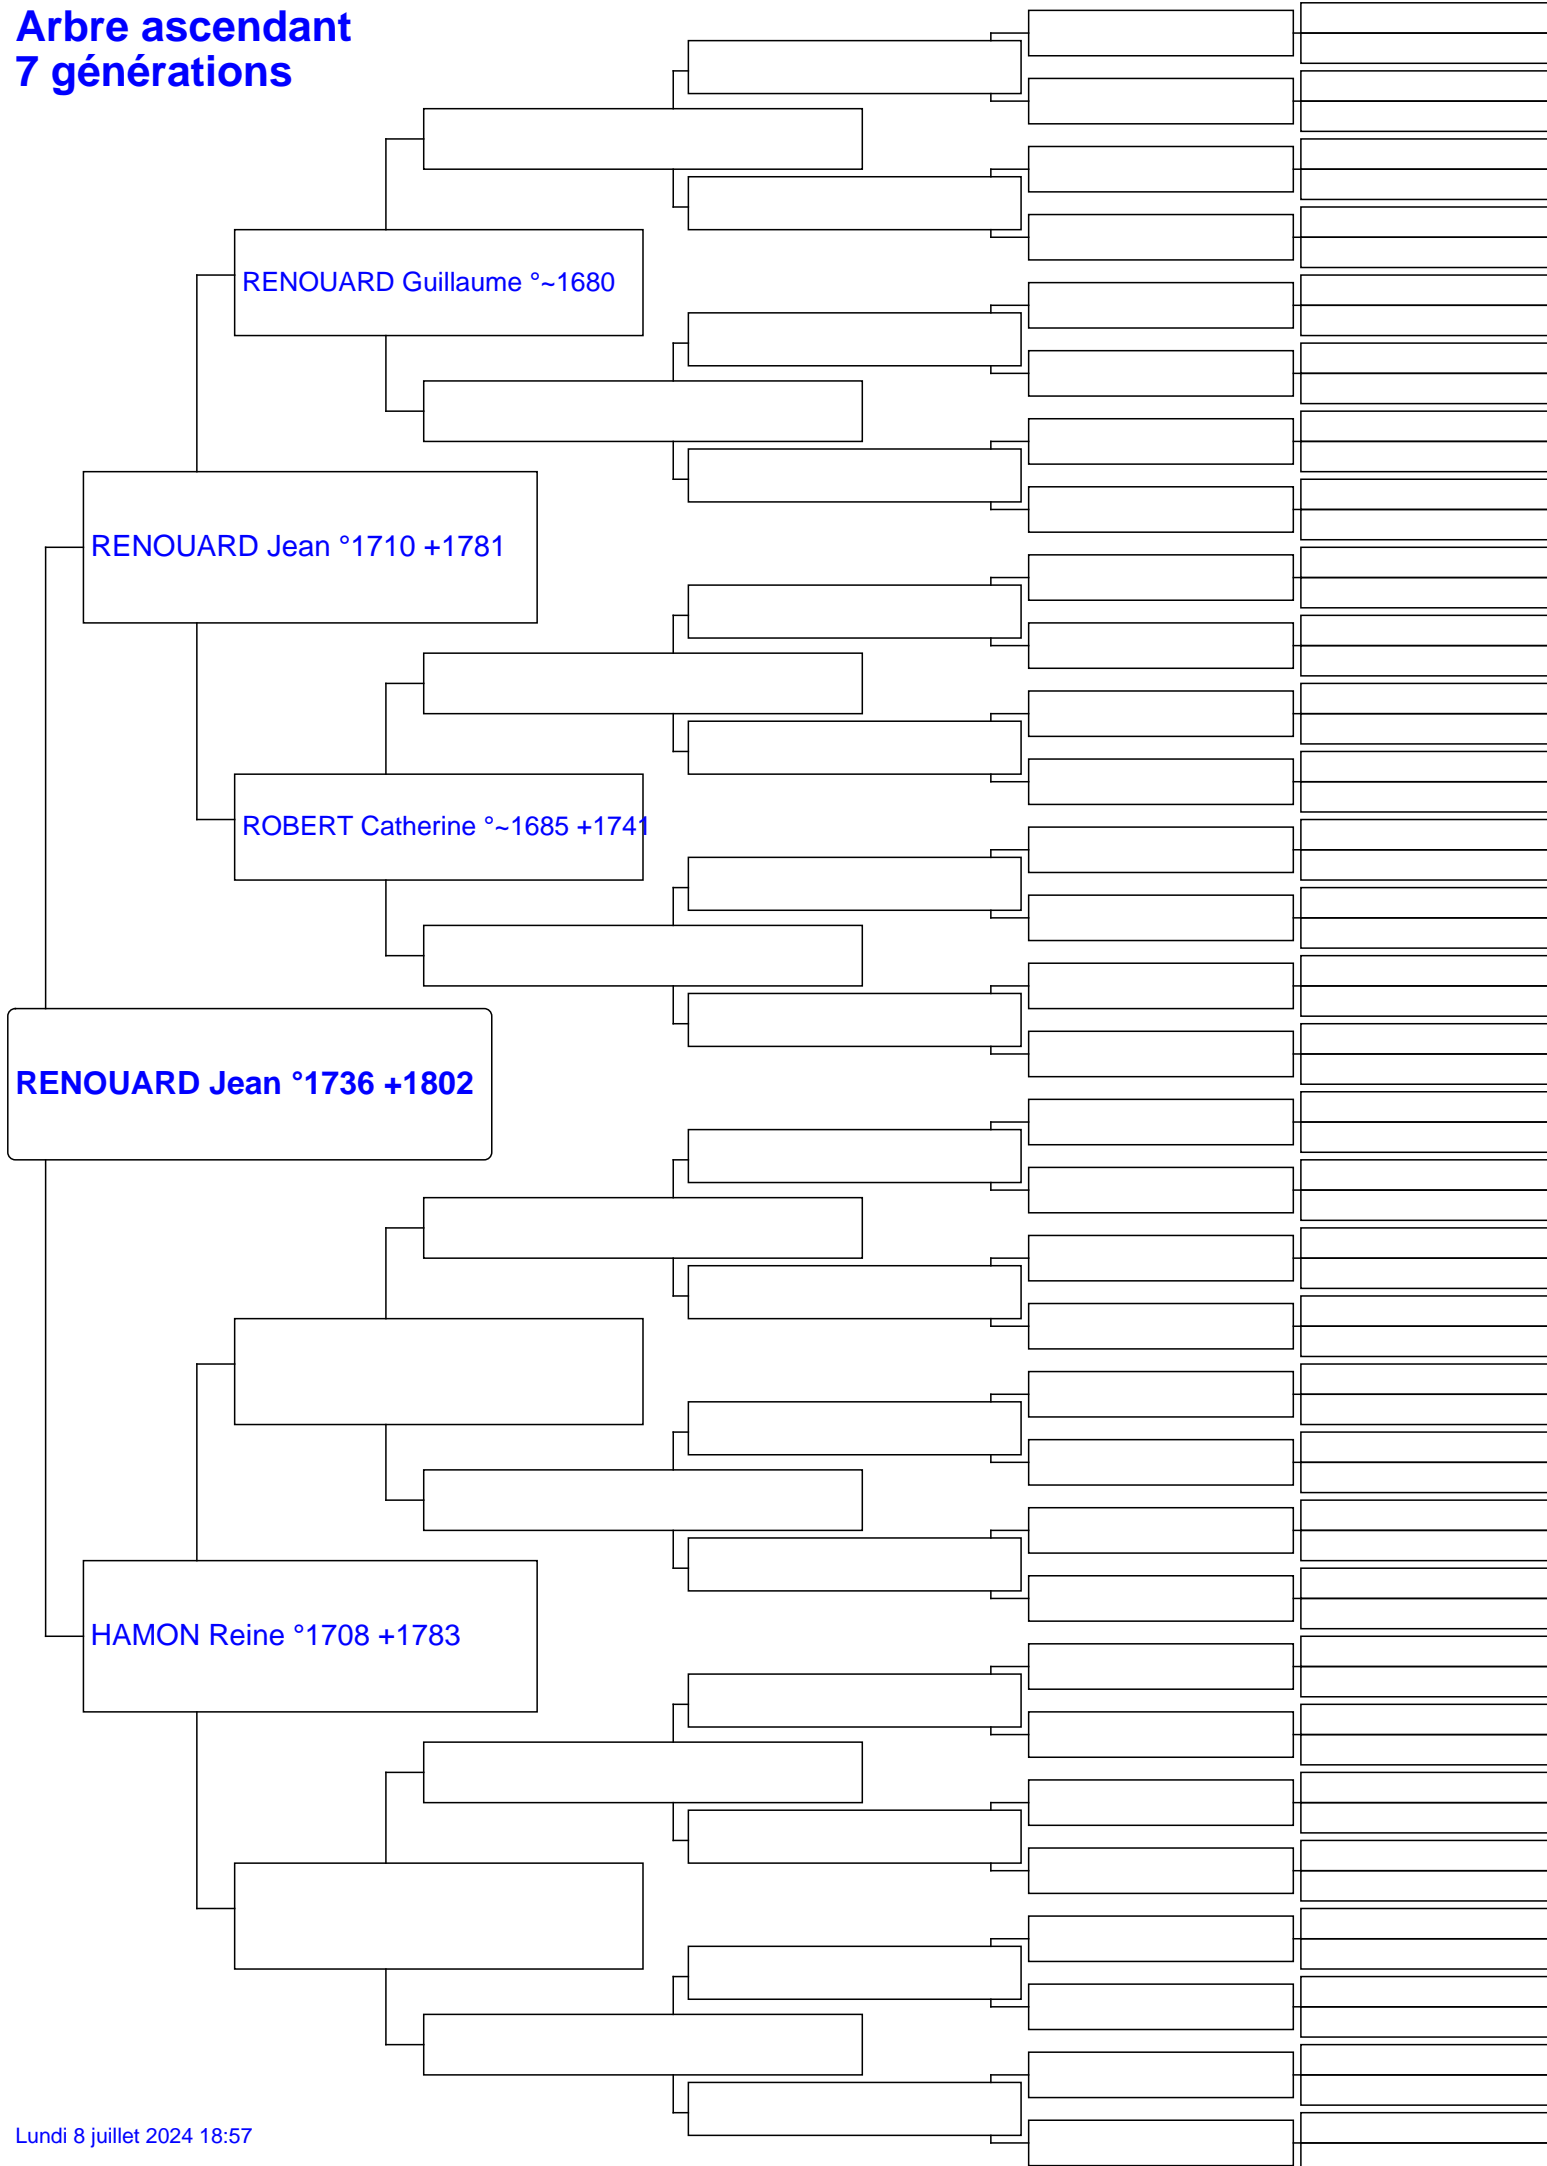 Arbre ascendant
7 générations
RENOUARD Guillaume °~1680
RENOUARD Jean °1710 +1781
ROBERT Catherine °~1685 +1741
RENOUARD Jean °1736 +1802
HAMON Reine °1708 +1783
Lundi 8 juillet 2024 18:57